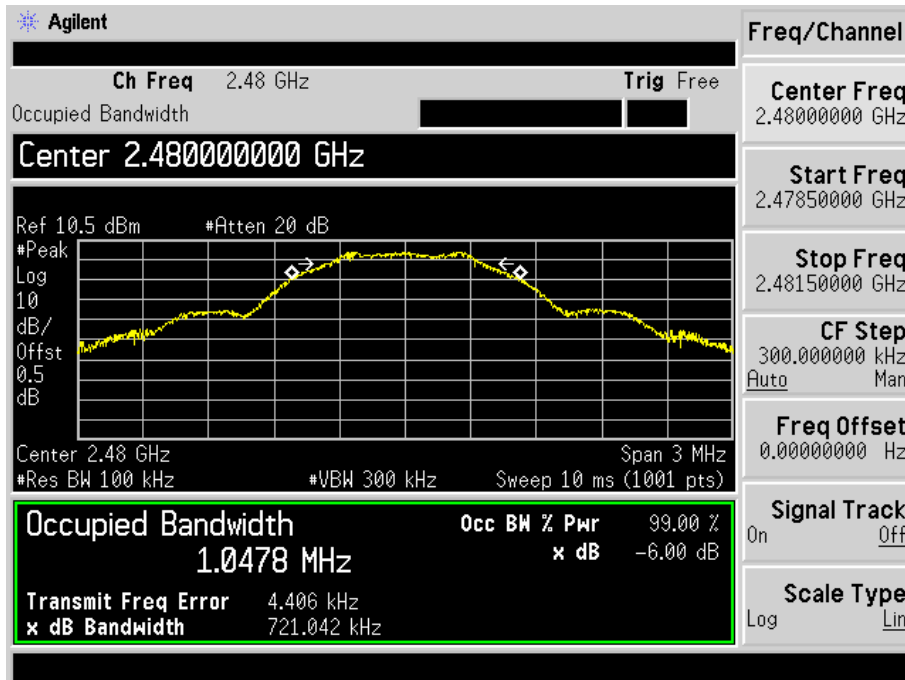 Agilent
Freq/Channel
Ch Freq 2.48 GHz Trig Free
Occupied Bandwidth
Center 2.480000000 GHz
Ref 10.5 dBm #Atten 20 dB
#Peak
Log
10
dB/
Offst
0.5
dB
Center 2.48 GHz Span 3 MHz
#Res BW 100 kHz #VBW 300 kHz Sweep 10 ms (1001 pts)
Occupied Bandwidth Occ BW % Pwr 99.00 %
1.0478 MHz x dB -6.00 dB
Transmit Freq Error 4.406 kHz
x dB Bandwidth 721.042 kHz
Center Freq
2.48000000 GHz
Start Freq
2.47850000 GHz
Stop Freq
2.48150000 GHz
CF Step
300.000000 kHz
Auto Man
Freq Offset
0.00000000 Hz
Signal Track
On Off
Scale Type
Log Lin